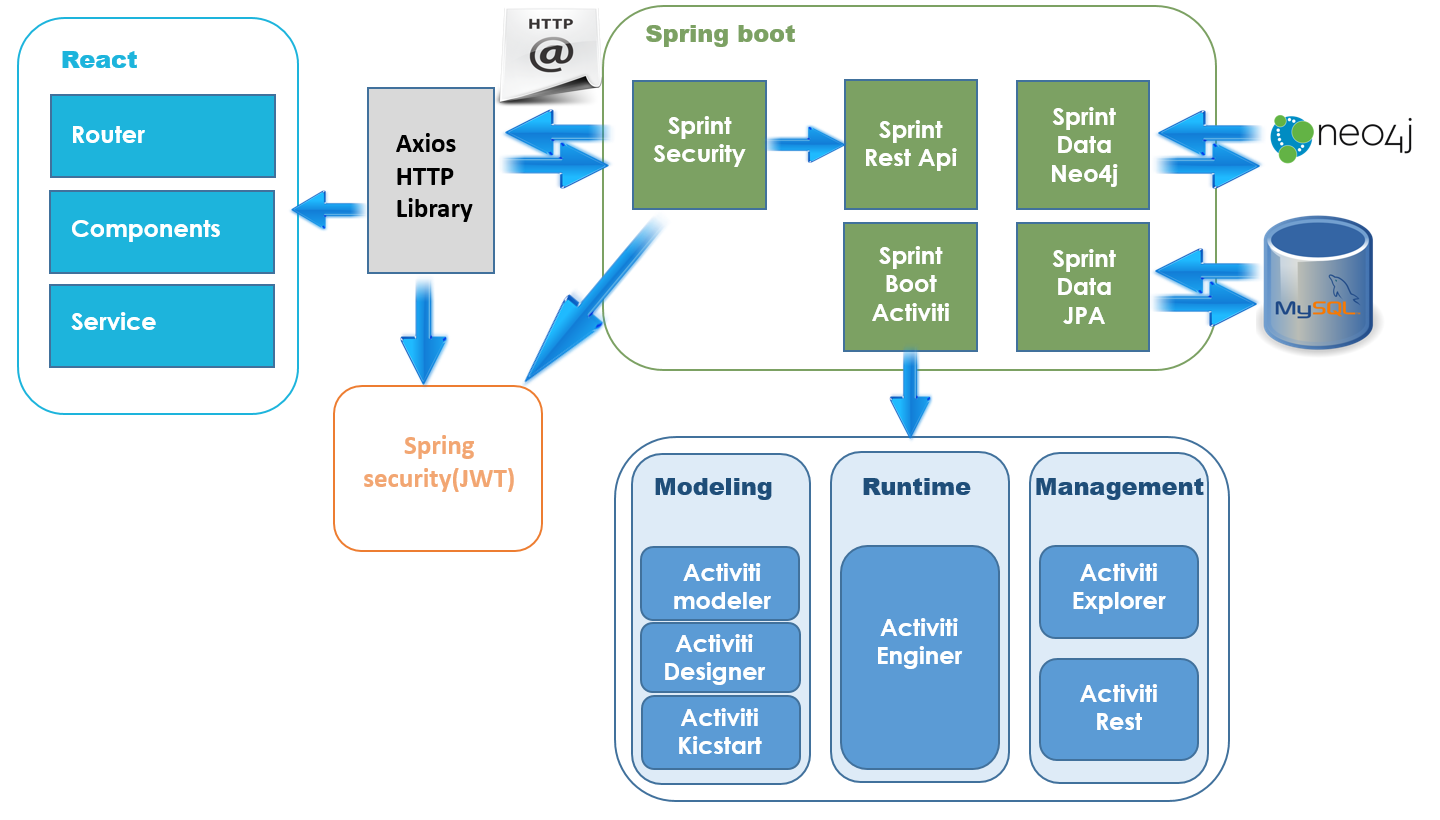 React
Router
Components
Service
Axios
HTTP
Library
HTTP
@
Spring boot
Sprint
Security
Sprint
Rest Api
Sprint
Data
Neo4j
Sprint
Boot
Activiti
Sprint
Data
JPA
neo4j
MySQL
Spring
security(JWT)
Modeling
Activiti
modeler
Activiti
Designer
Activiti
Kicstart
Runtime
Activiti
Enginer
Management
Activiti
Explorer
Activiti
Rest